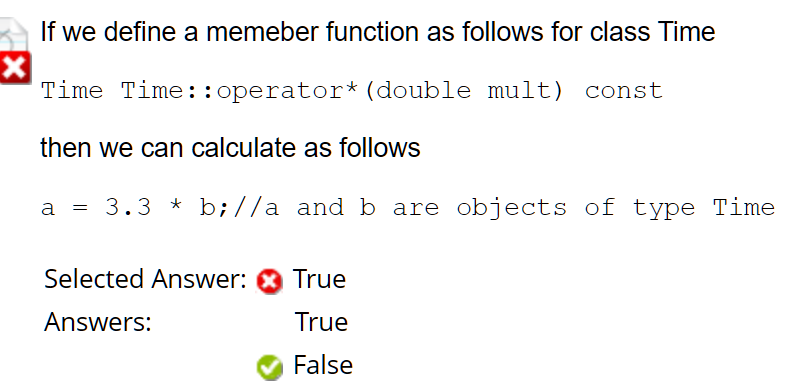 If we define a memeber function as follows for class Time
Time Time::operator*(double mult) const
then we can calculate as follows
a = 3.3 * b;//a and b are objects of type Time
Selected Answer: True
Answers: True
False